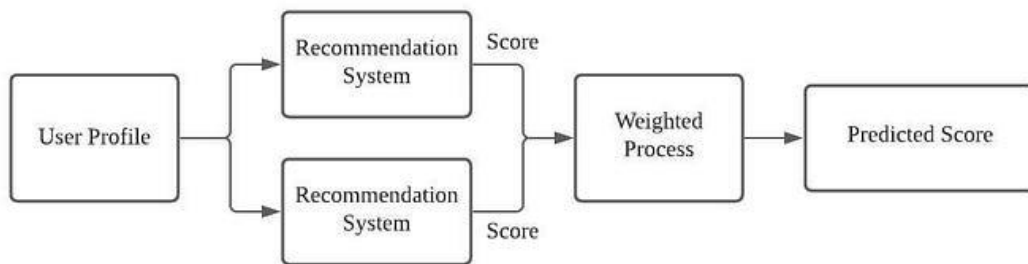 User Profile
Recommendation
System
Score
Recommendation
System
Score
Weighted
Process
Predicted Score